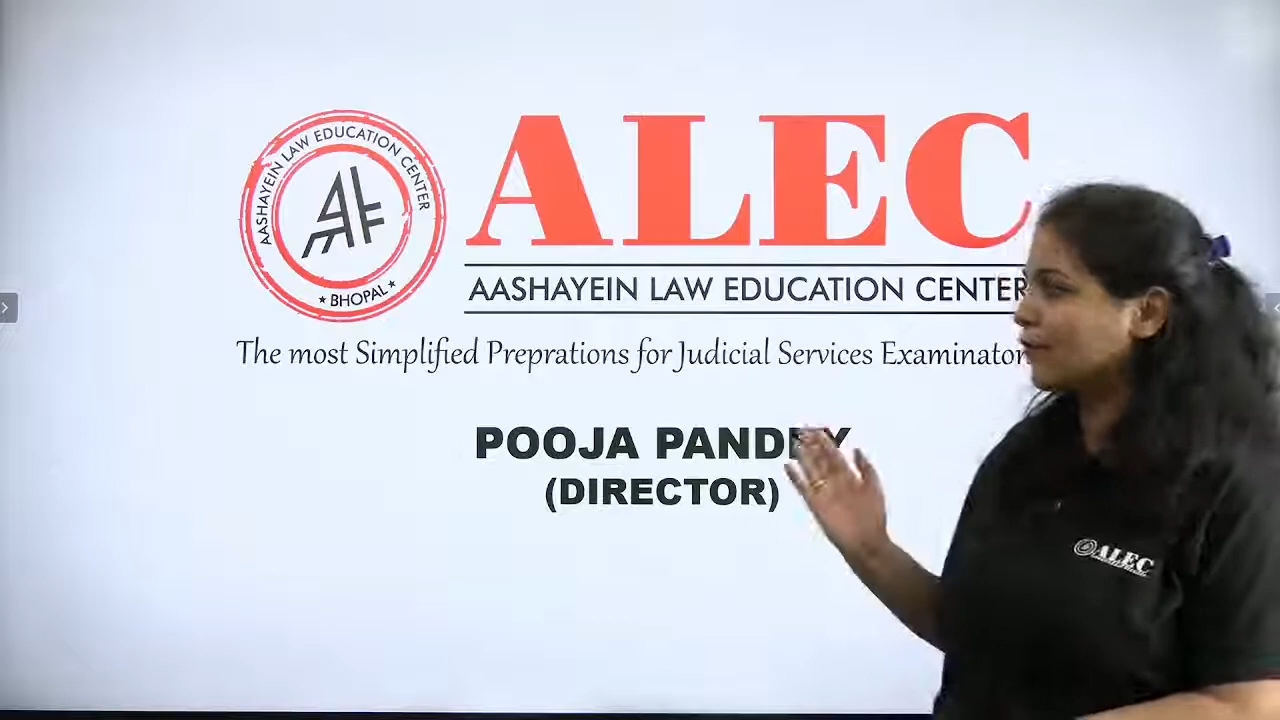 AASHAYEIN LAW EDUCATION CENTER
★ BHOPAL ★
ALEC
AASHAYEIN LAW EDUCATION CENTER
The most Simplified Preprations for Judicial Services
POOJA PANDEY
(DIRECTOR)
ALEC